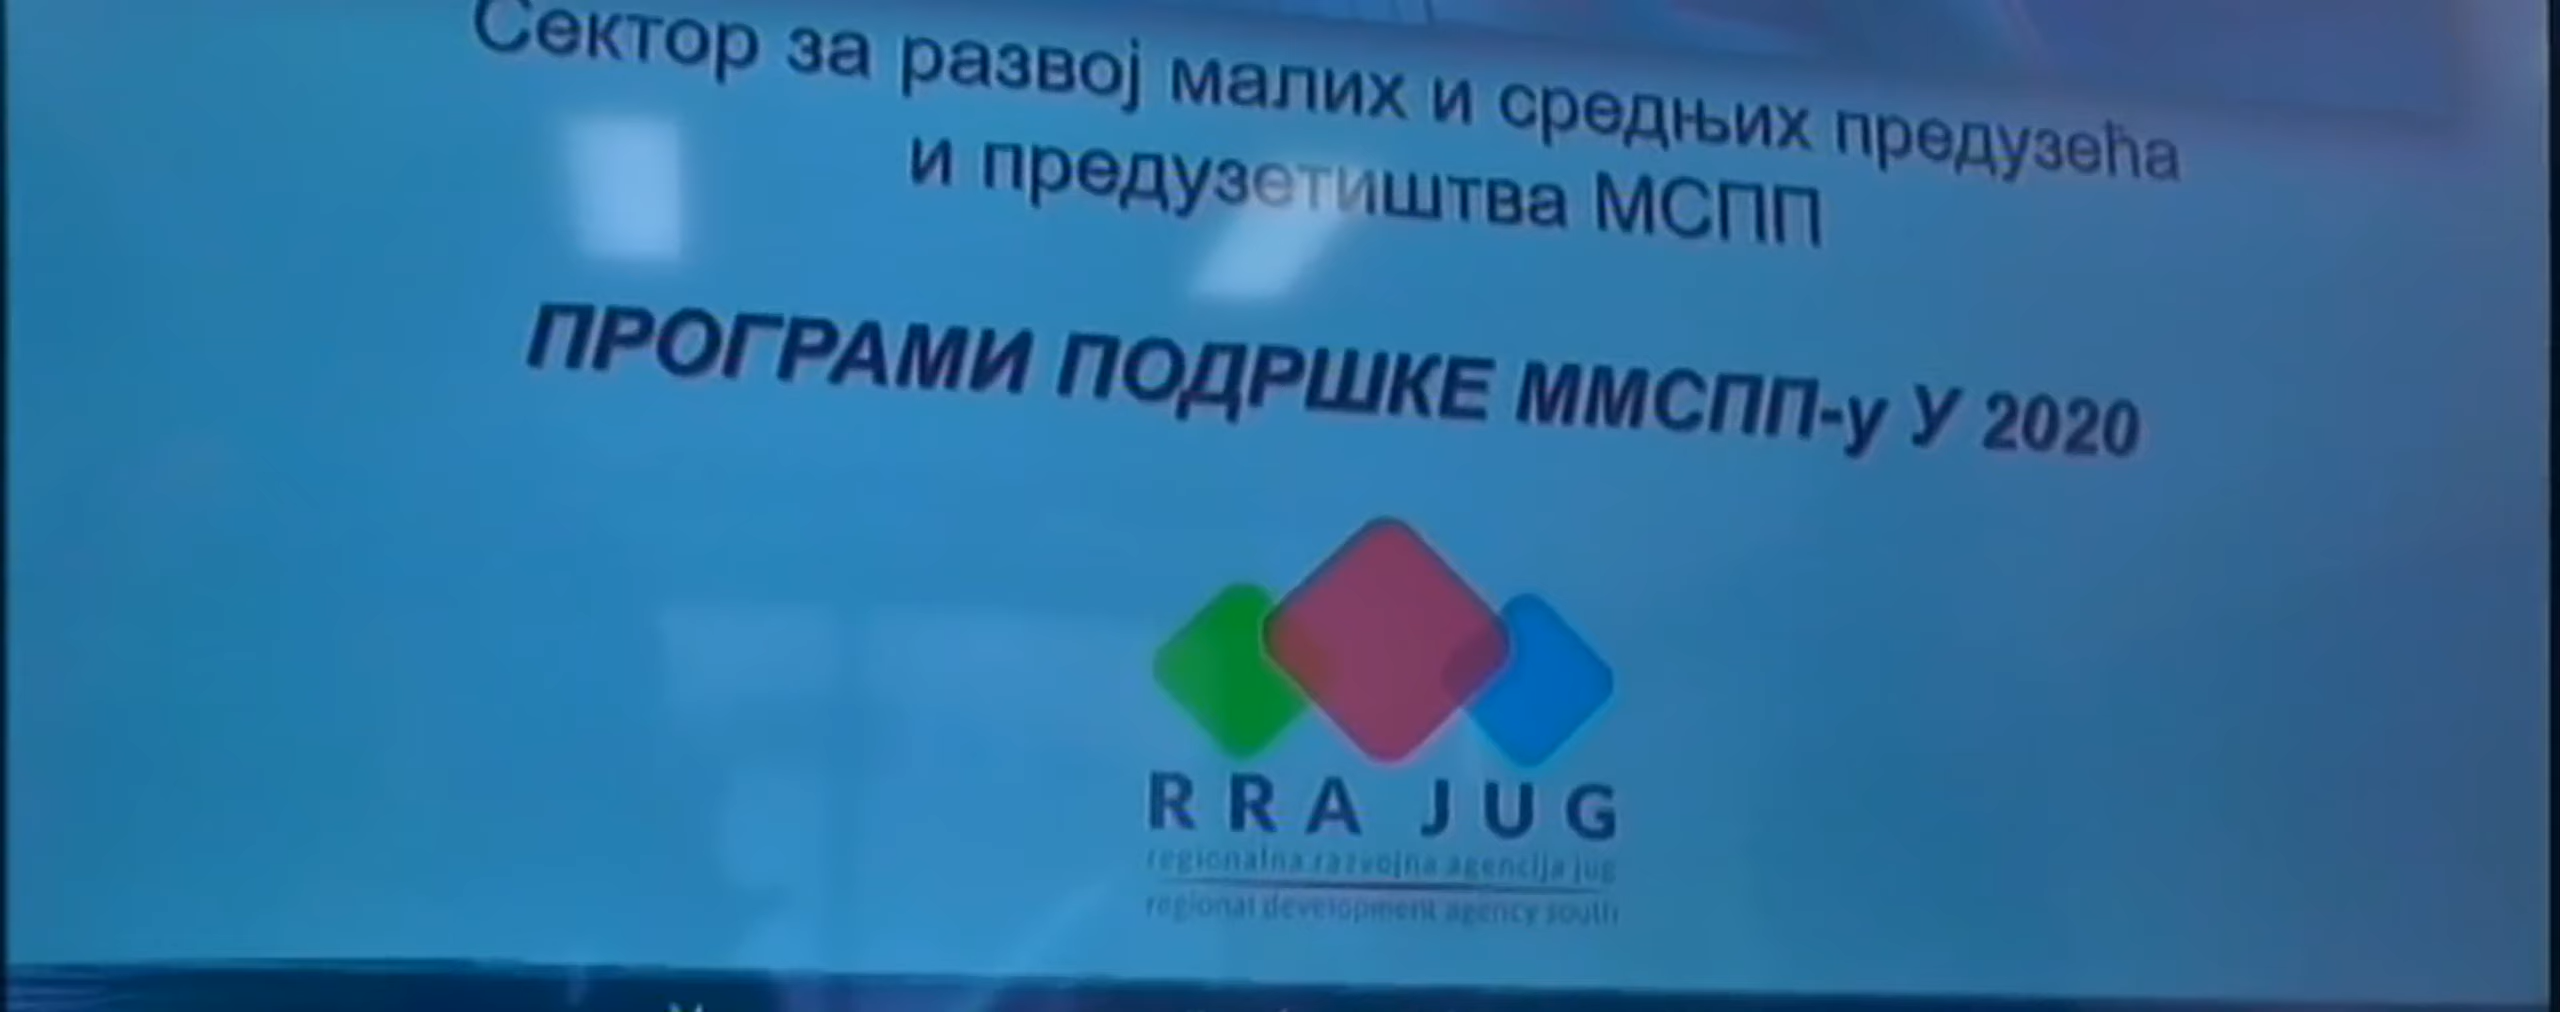 Сектор за развој малих и средњих предузећа
и предузетиштва МСПП
ПРОГРАМИ ПОДРШКЕ ММСПП-у У 2020
RRA JUG
regionalna razvojna agencija jug
regional development agency south